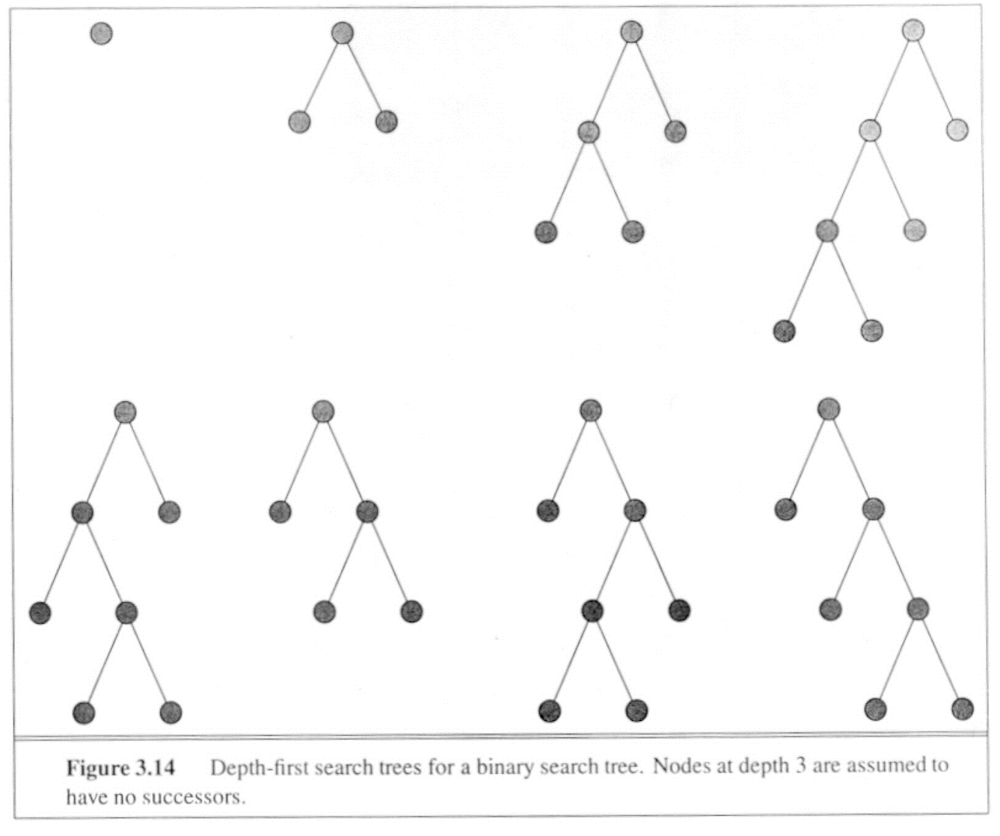 Figure 3.14 Depth-first search trees for a binary search tree. Nodes at depth 3 are assumed to
have no successors.